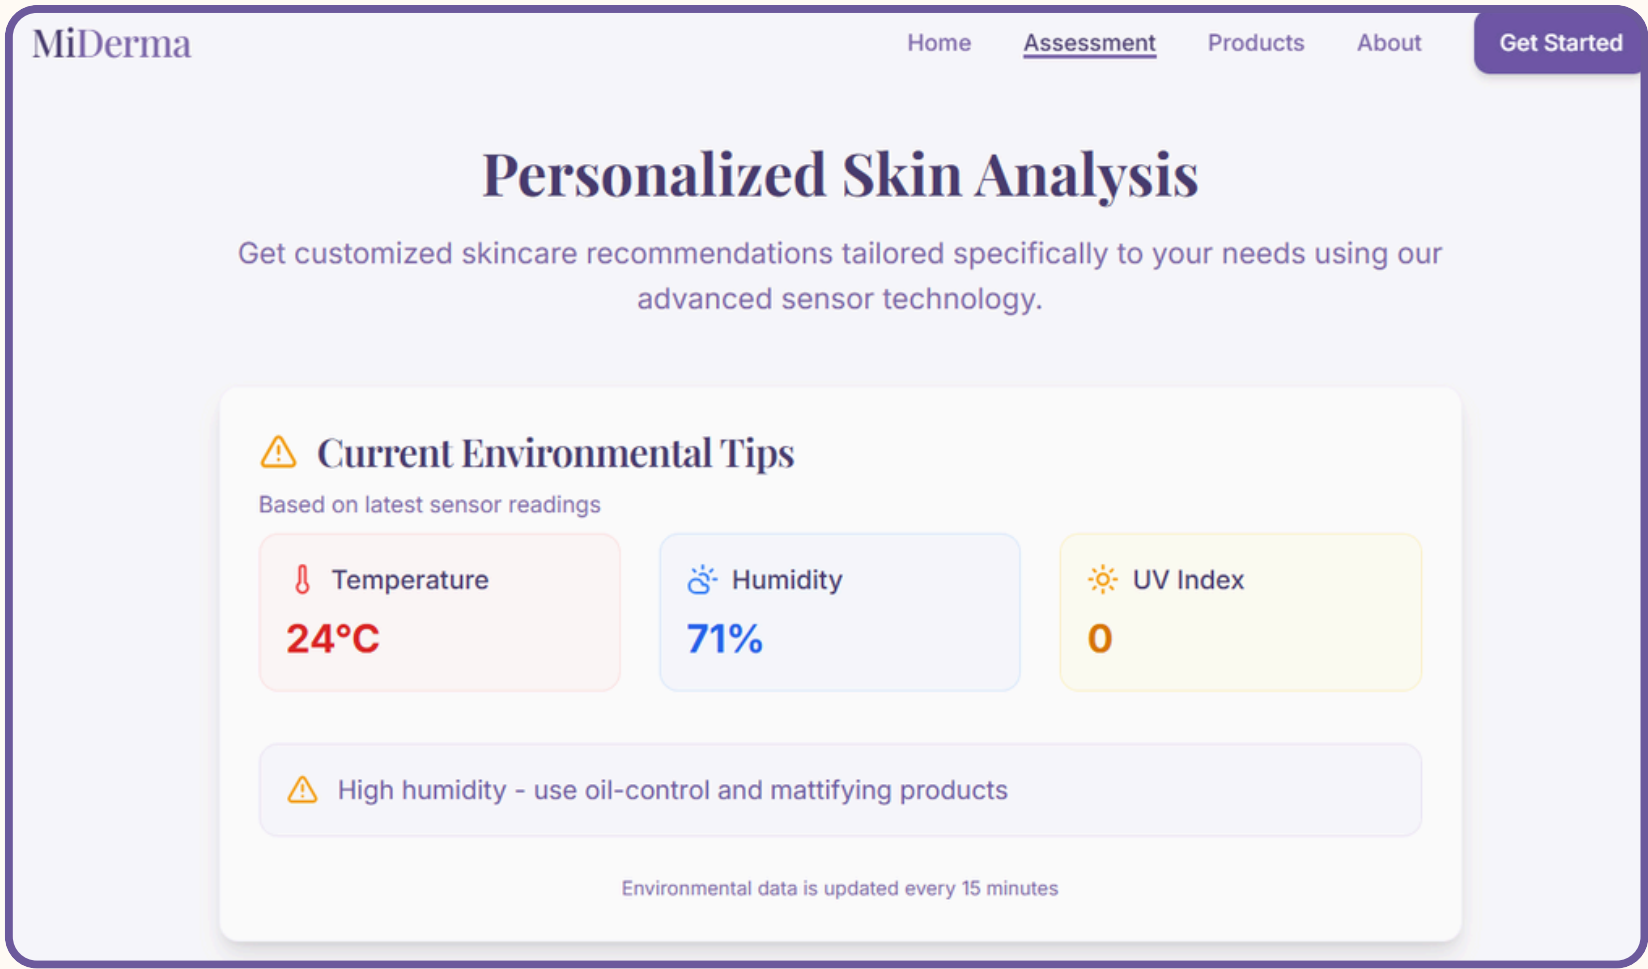 MiDerma
Home
Assessment
Products
About
Get Started
Personalized Skin Analysis
Get customized skincare recommendations tailored specifically to your needs using our
advanced sensor technology.
Current Environmental Tips
Based on latest sensor readings
Temperature
24°C
Humidity
71%
UV Index
0
High humidity - use oil-control and mattifying products
Environmental data is updated every 15 minutes